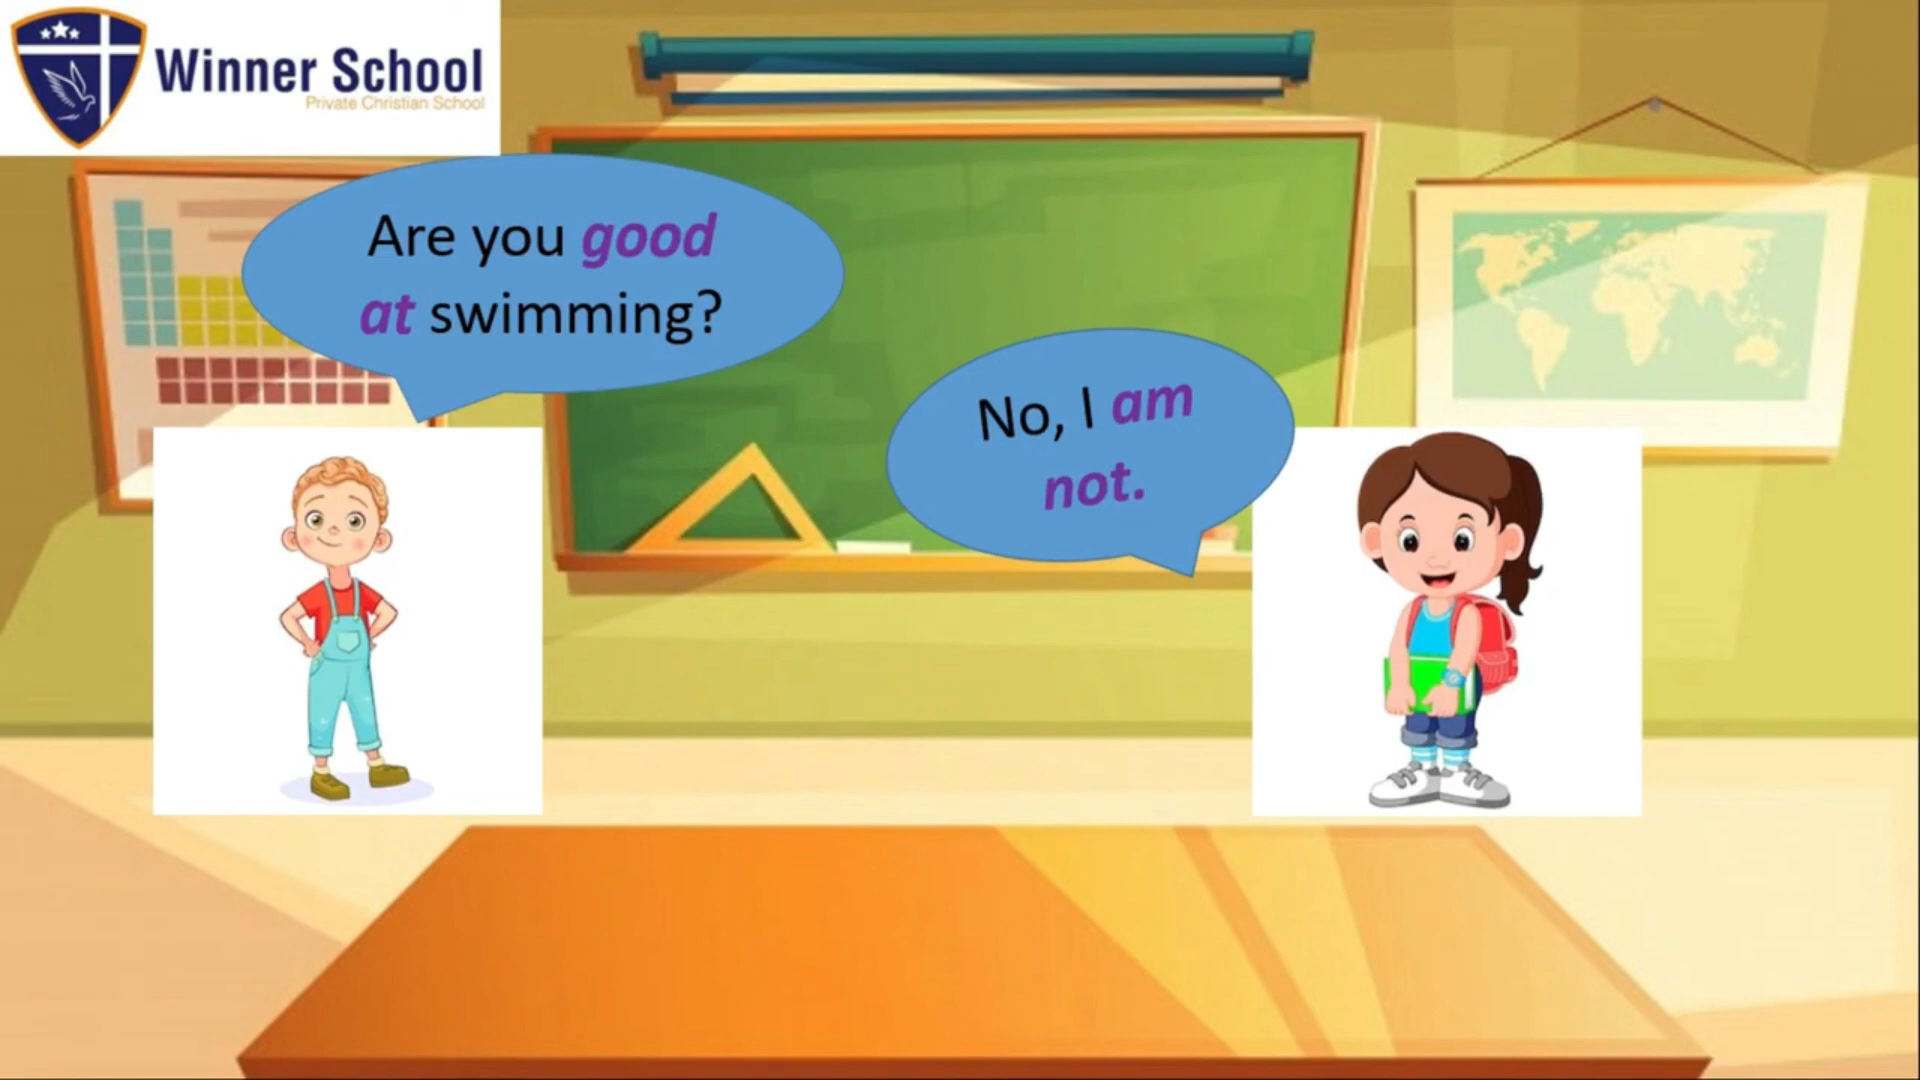 Winner School
Private Christian School
Are you good
at swimming?
No, I am
not.